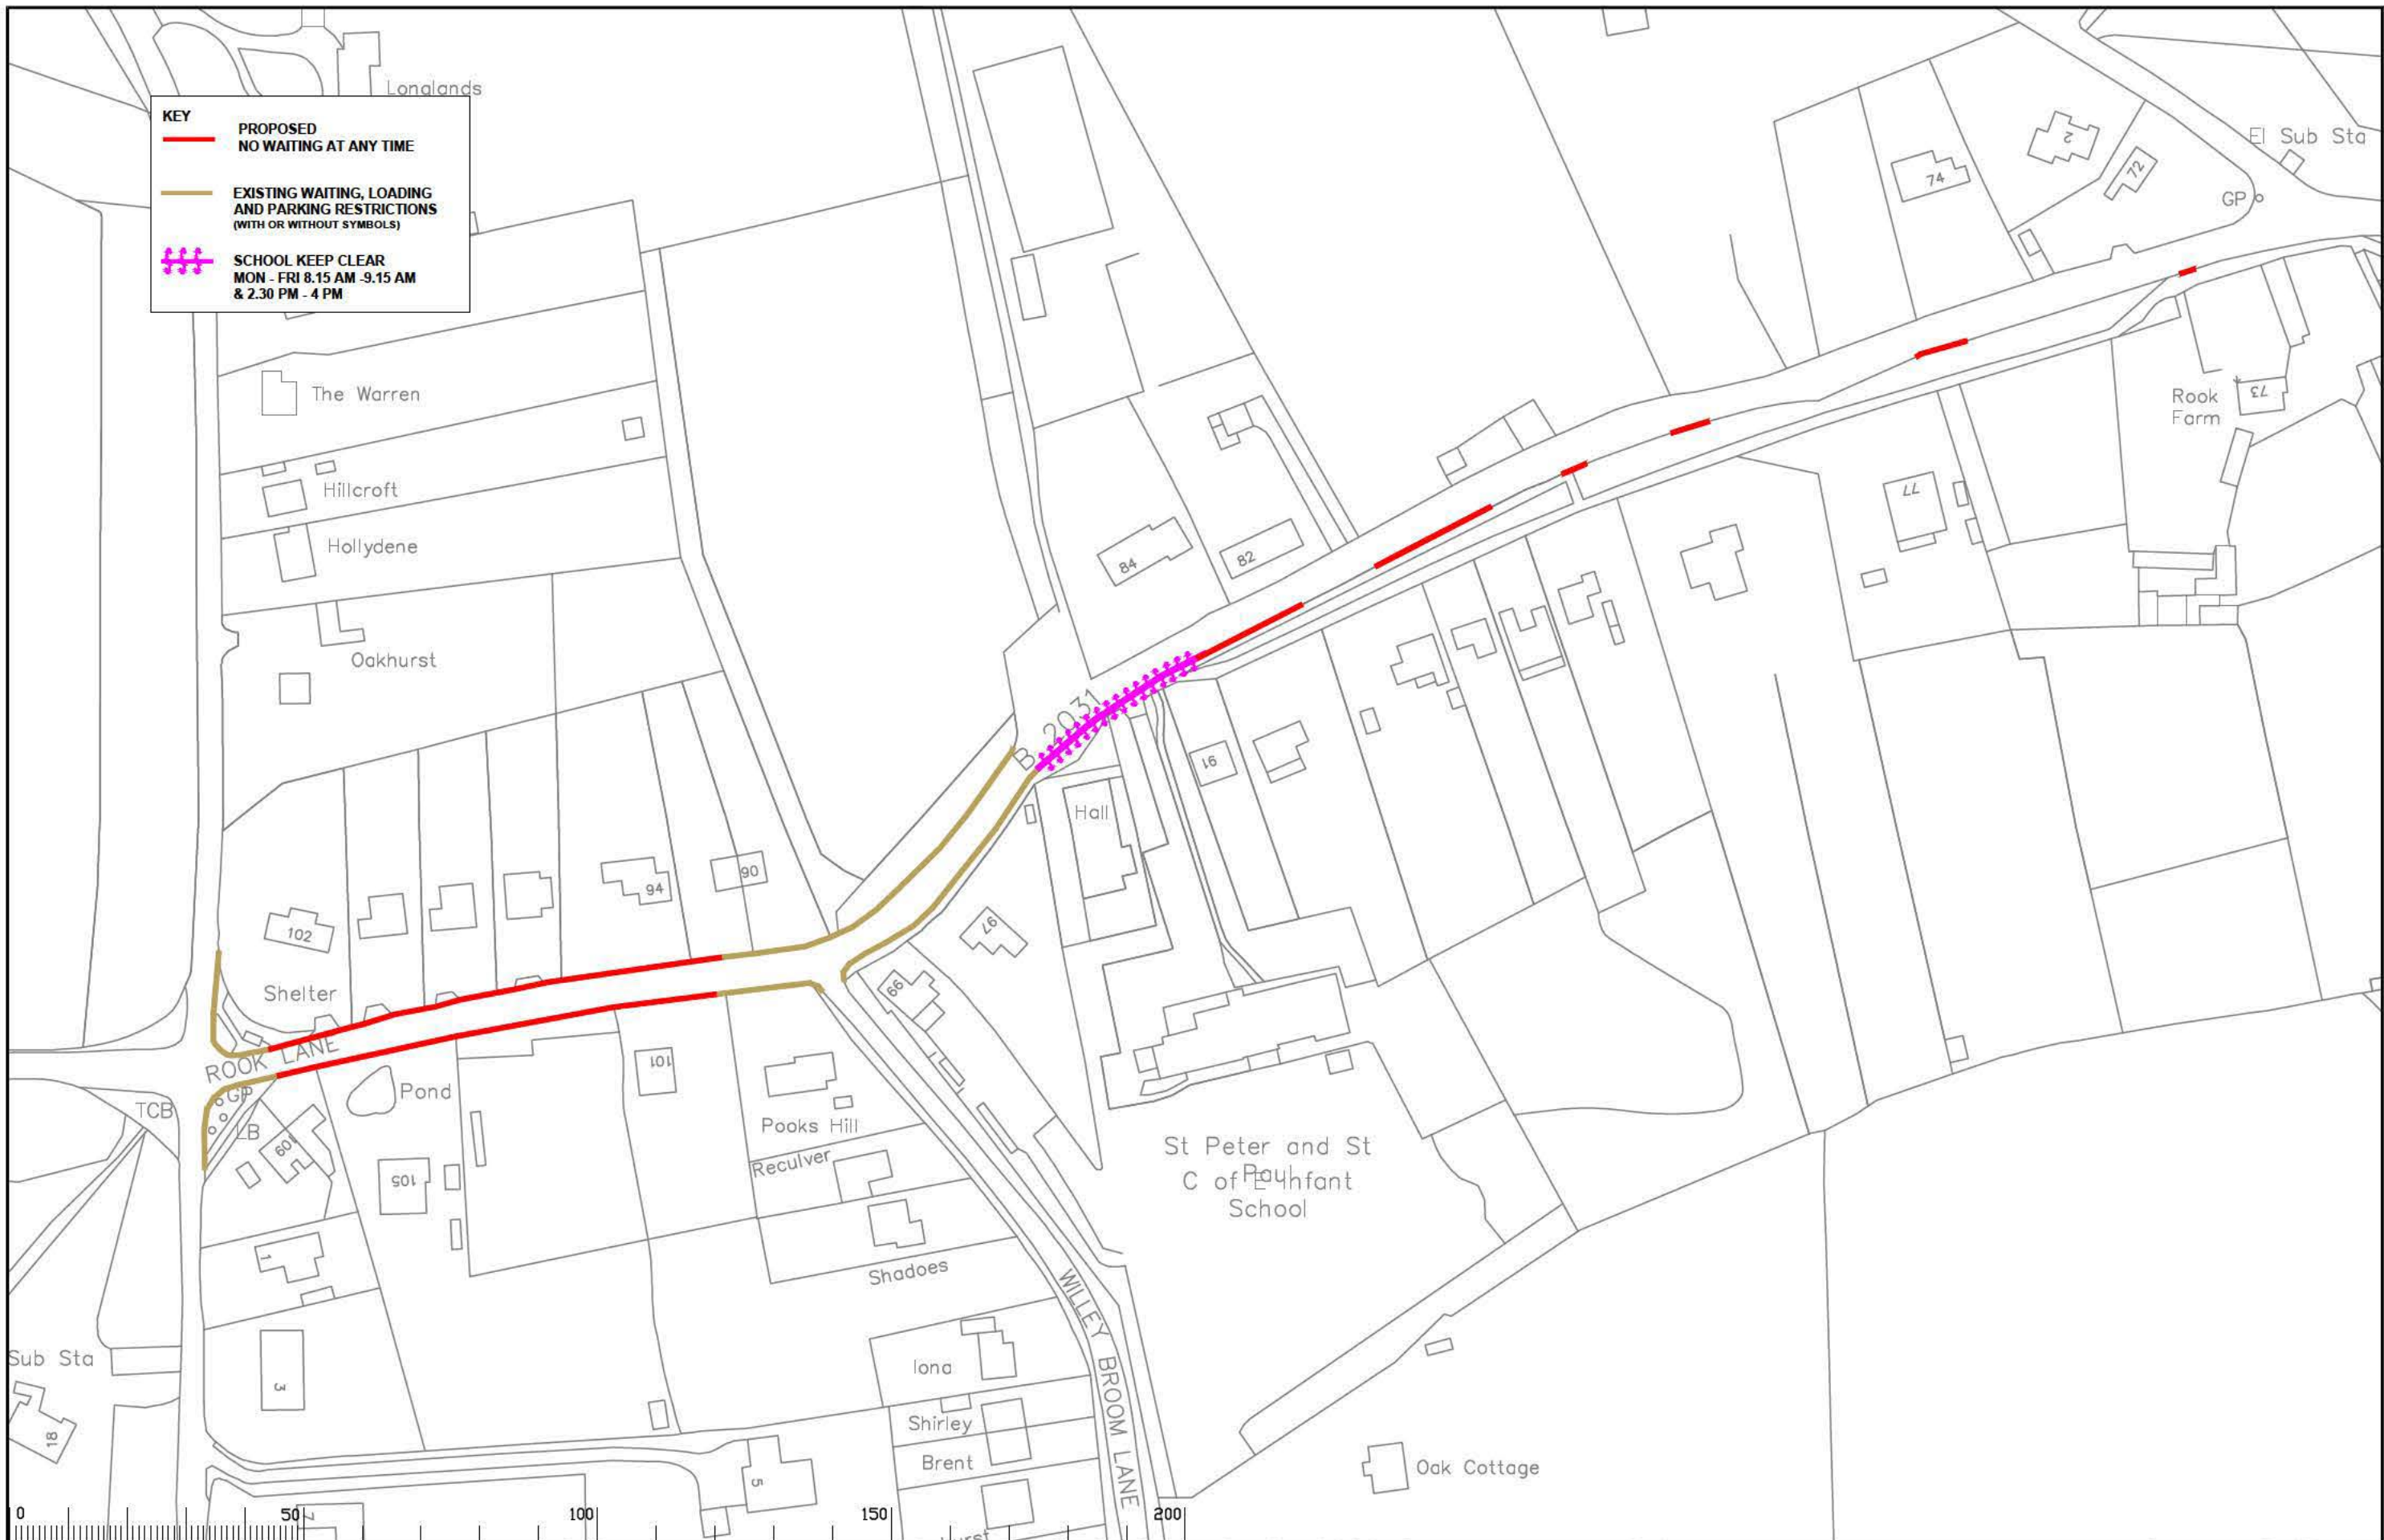 Longlands
KEY
PROPOSED
NO WAITING AT ANY TIME
EXISTING WAITING, LOADING
AND PARKING RESTRICTIONS
(WITH OR WITHOUT SYMBOLS)
SCHOOL KEEP CLEAR
MON - FRI 8.15 AM -9.15 AM
& 2.30 PM - 4 PM
2
El Sub Sta
72
74
GP
The Warren
Rook
Farm
73
Hillcroft
77
Hollydene
84
82
Oakhurst
B 2031
91
Hall
90
94
102
97
Shelter
99
ROOK LANE
101
GP
Pond
TCB
LB
Pooks Hill
109
St Peter and St
Paul
C of E Infant
School
Reculver
105
1
Shadoes
WILLEY BROOM LANE
Sub Sta
Iona
3
Shirley
18
Brent
5
Oak Cottage
0
50
7
100
150
200